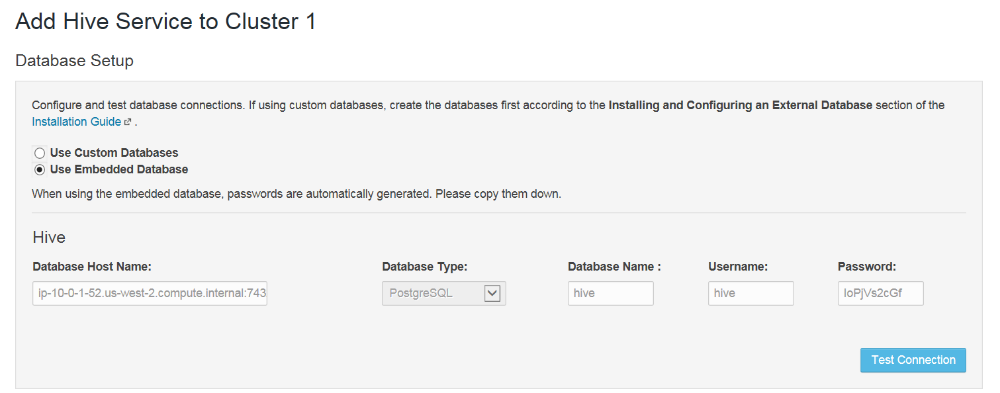 Add Hive Service to Cluster 1
Database Setup
Configure and test database connections. If using custom databases, create the databases first according to the Installing and Configuring an External Database section of the
Installation Guide .
Use Custom Databases
Use Embedded Database
When using the embedded database, passwords are automatically generated. Please copy them down.
Hive
Database Host Name: Database Type: Database Name : Username: Password:
ip-10-0-1-52.us-west-2.compute.internal:743 PostgreSQL hive hive IoPjVs2cGf
Test Connection